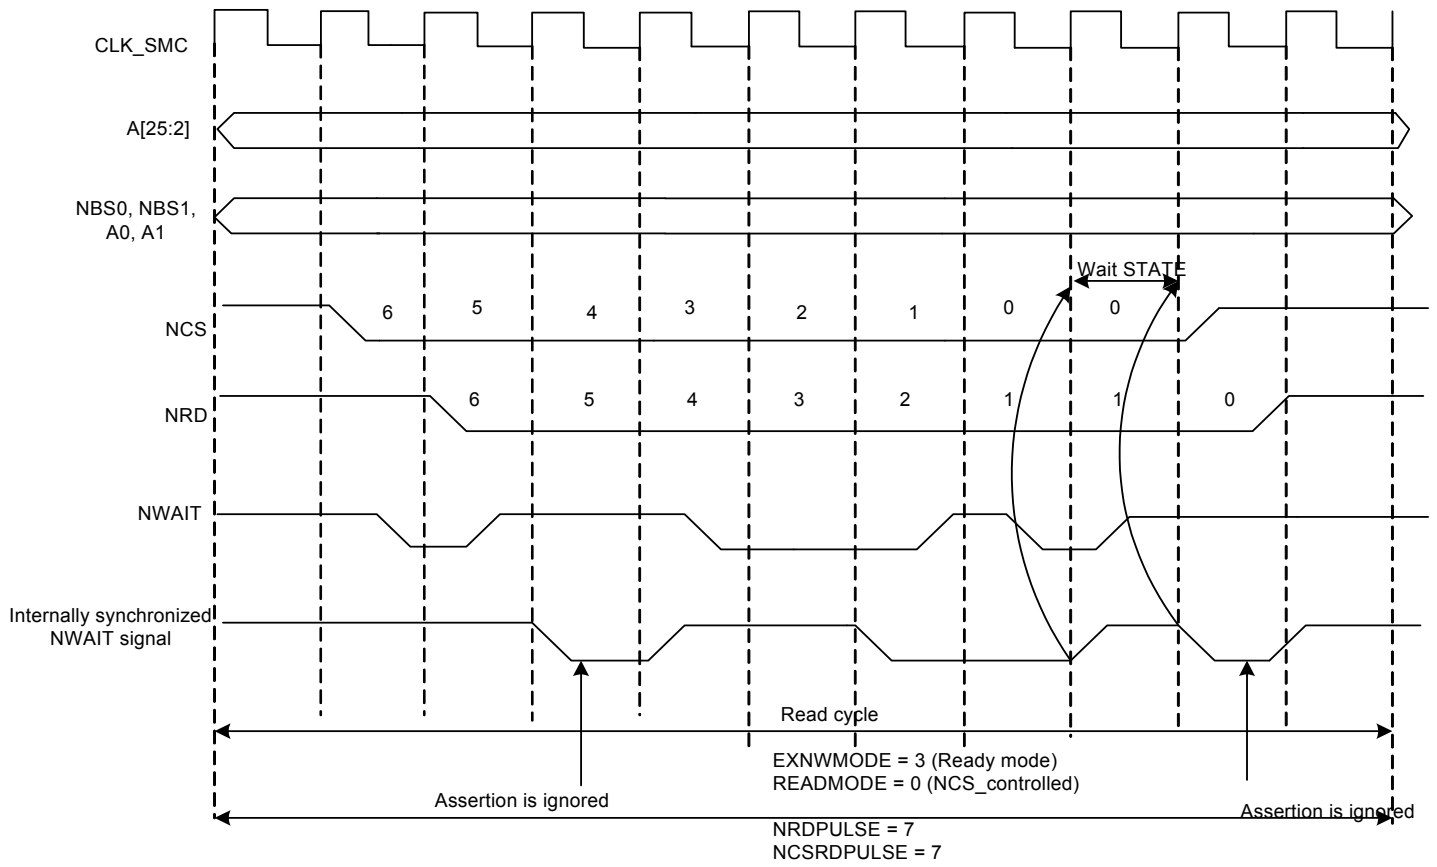 CLK_SMC
A[25:2]
NBS0, NBS1,
A0, A1
Wait STATE
NCS
6 5 4 3 2 1 0 0
NRD
6 5 4 3 2 1 1 0
NWAIT
Internally synchronized
NWAIT signal
Read cycle
EXNWMODE = 3 (Ready mode)
READMODE = 0 (NCS_controlled)
Assertion is ignored
Assertion is ignored
NRDPULSE = 7
NCSRDPULSE = 7